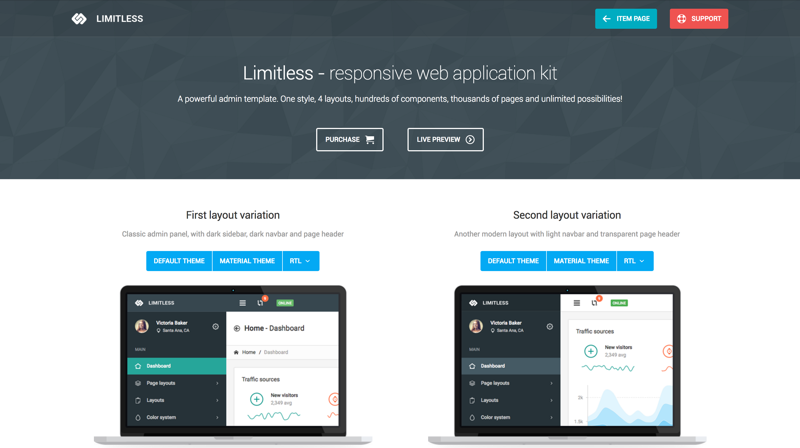 LIMITLESS
ITEM PAGE
SUPPORT
Limitless - responsive web application kit
A powerful admin template. One style, 4 layouts, hundreds of components, thousands of pages and unlimited possibilities!
PURCHASE
LIVE PREVIEW
First layout variation
Classic admin panel, with dark sidebar, dark navbar and page header
DEFAULT THEME
MATERIAL THEME
RTL
LIMITLESS
ONLINE
Victoria Baker
Santa Ana, CA
Home - Dashboard
MAIN
Home / Dashboard
Dashboard
Page layouts
Layouts
Color system
Traffic sources
New visitors
2,349 avg
Second layout variation
Another modern layout with light navbar and transparent page header
DEFAULT THEME
MATERIAL THEME
RTL
LIMITLESS
ONLINE
Victoria Baker
Santa Ana, CA
MAIN
Dashboard
Page layouts
Layouts
Color system
Traffic sources
New visitors
2,349 avg
2k
1.5k